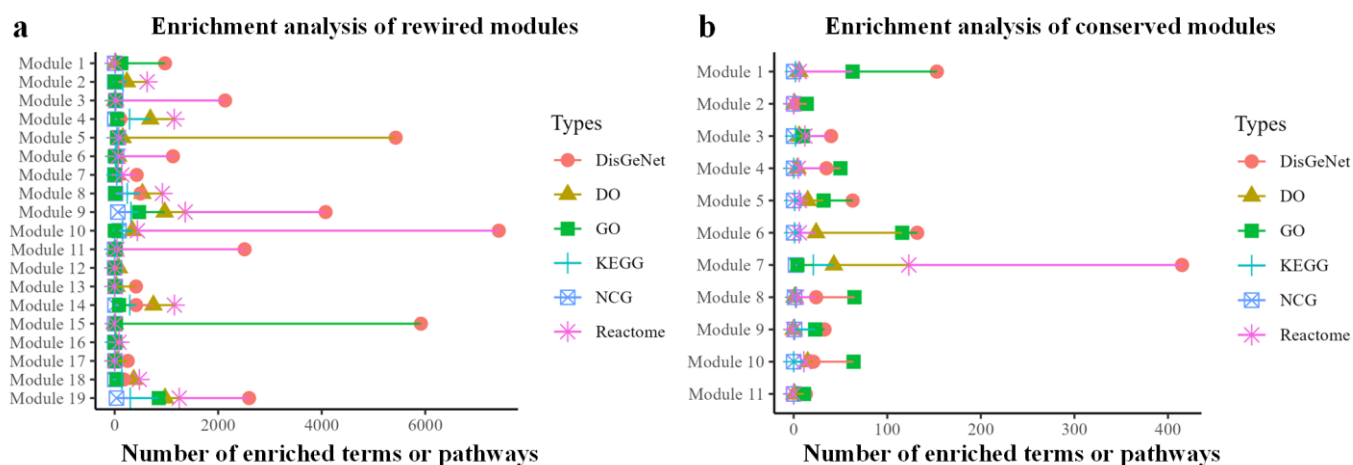 a
Enrichment analysis of rewired modules
Module 1
Module 2
Module 3
Module 4
Module 5
Module 6
Module 7
Module 8
Module 9
Module 10
Module 11
Module 12
Module 13
Module 14
Module 15
Module 16
Module 17
Module 18
Module 19
0
2000
4000
6000
Number of enriched terms or pathways
Types
DisGeNet
DO
GO
KEGG
NCG
Reactome
b
Enrichment analysis of conserved modules
Module 1
Module 2
Module 3
Module 4
Module 5
Module 6
Module 7
Module 8
Module 9
Module 10
Module 11
0
100
200
300
400
Number of enriched terms or pathways
Types
DisGeNet
DO
GO
KEGG
NCG
Reactome